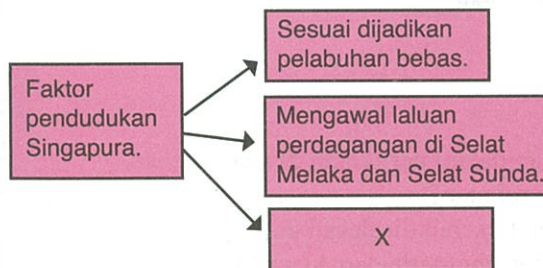 Faktor
pendudukan
Singapura.
Sesuai dijadikan
pelabuhan bebas.
Mengawal laluan
perdagangan di Selat
Melaka dan Selat Sunda.
X